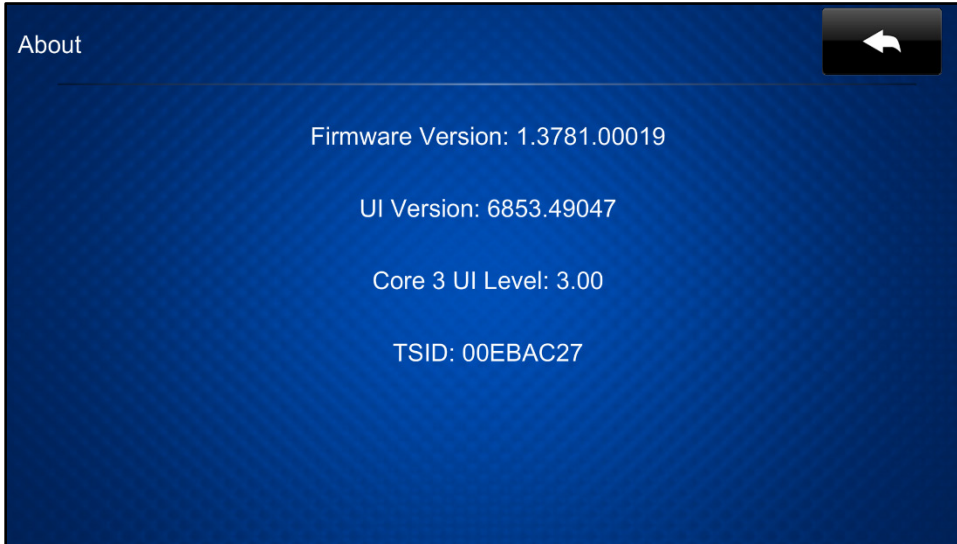 About
Firmware Version: 1.3781.00019
UI Version: 6853.49047
Core 3 UI Level: 3.00
TSID: 00EBAC27